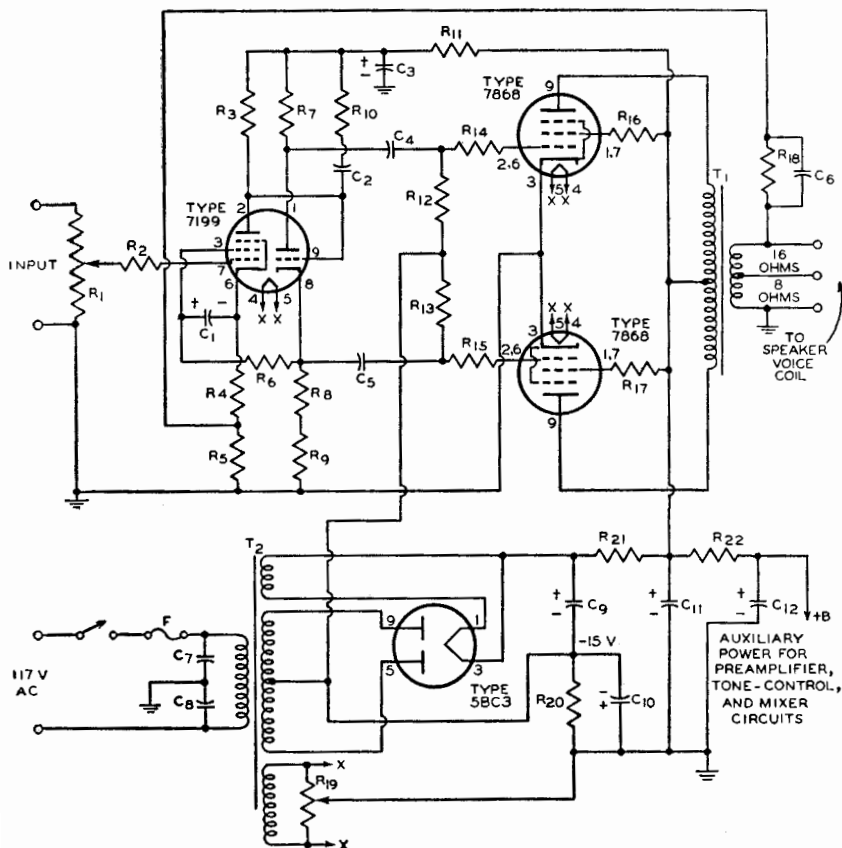 R11
+
-
C3
TYPE
7868
9
R3
R7
R10
C4
R14
R16
2,6
1,7
3
5
4
X
X
C2
R12
T1
R18
C6
TYPE
7199
2
1
3
7
9
6
4
5
8
X
X
INPUT
R2
R1
16
OHMS
8
OHMS
+
-
C1
R13
X
X
3
5
4
TYPE
7868
TO
SPEAKER
VOICE
COIL
R6
C5
R15
2,6
1,7
R17
R4
R8
9
R5
R9
T2
R21
R22
F
9
1
+
-
C9
+
-
C11
+
-
C12
+B
117 V
AC
C7
C8
5
3
TYPE
5BC3
-15 V.
R20
-
+
C10
AUXILIARY
POWER FOR
PREAMPLIFIER,
TONE-CONTROL,
AND MIXER
CIRCUITS
X
R19
X